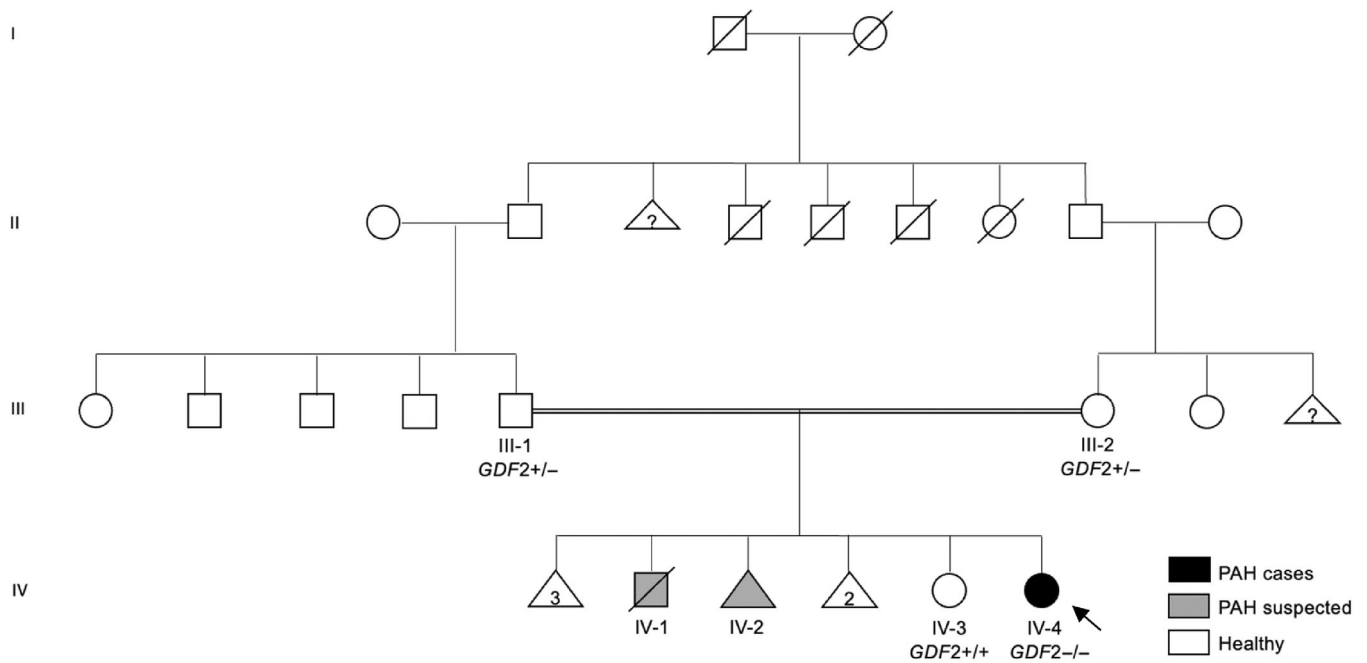 I
II
?
III
?
III-1
III-2
GDF2+/–
GDF2+/–
IV
3
2
IV-1
IV-2
IV-3
IV-4
GDF2+/+
GDF2–/–
PAH cases
PAH suspected
Healthy